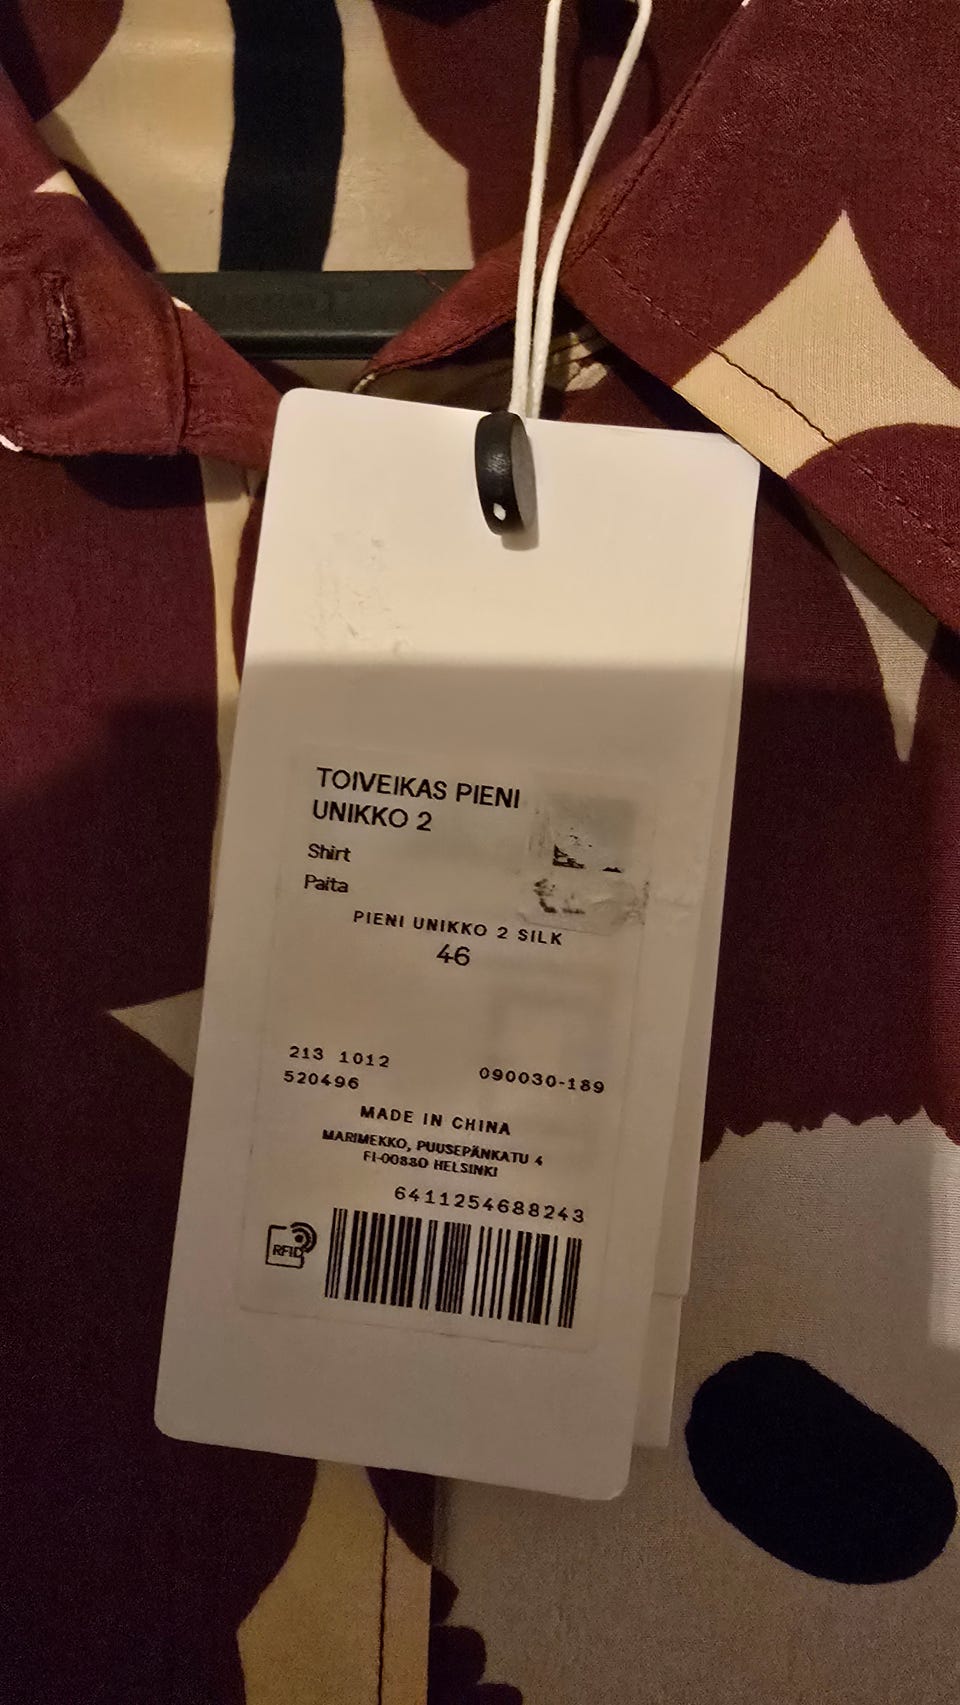 TOIVEIKAS PIENI
UNIKKO 2
Shirt
Paita
PIENI UNIKKO 2 SILK
46
213 1012
520496
090030-189
MADE IN CHINA
MARIMEKKO, PUUSEPÄNKATU 4
FI-00880 HELSINKI
6411254688243
RFID